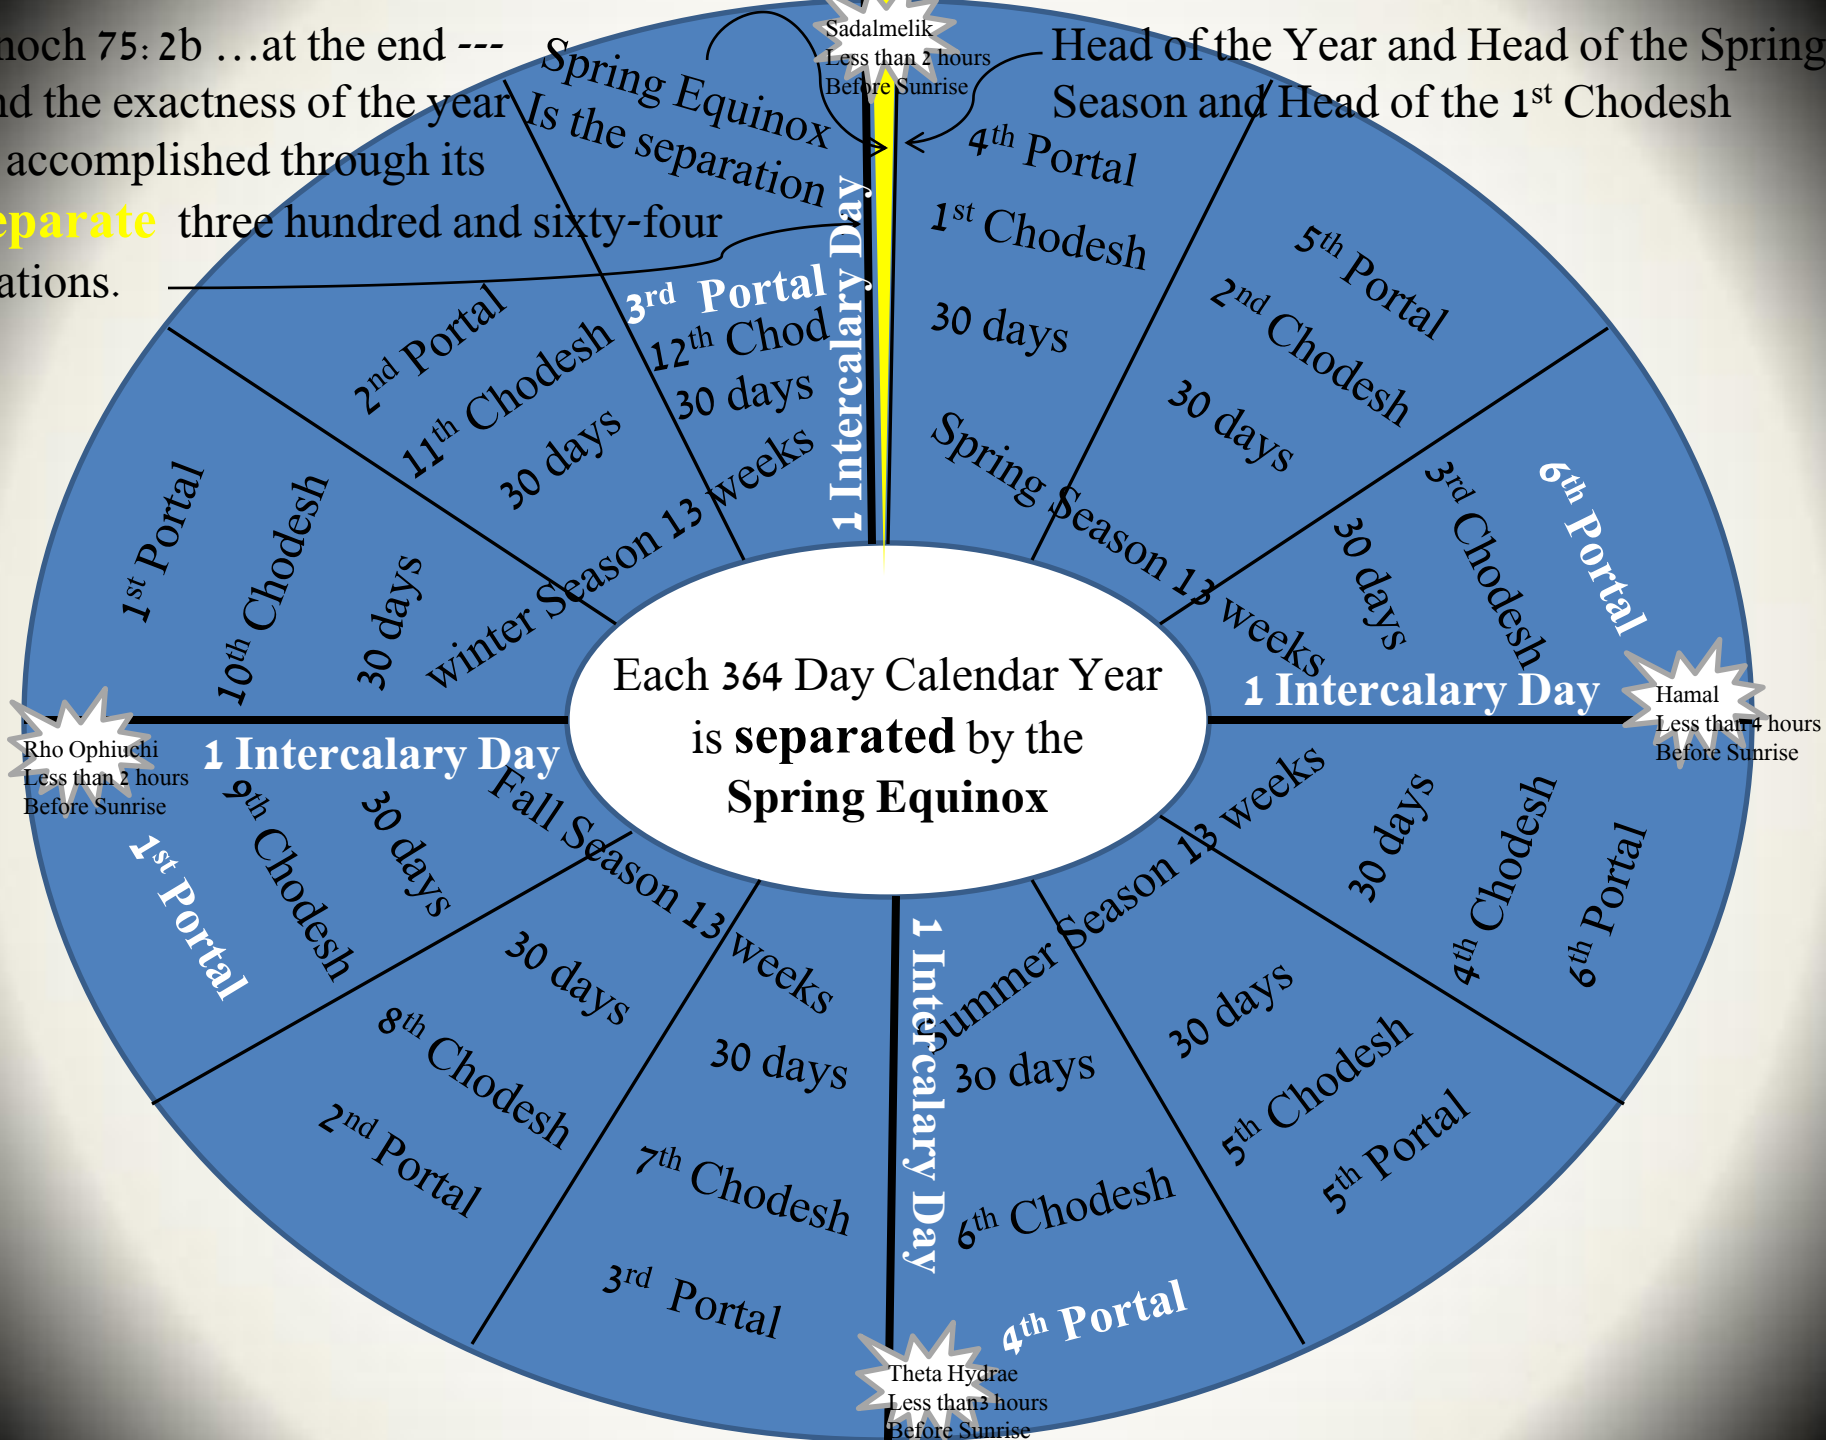 noch 75: 2b …at the end ---
nd the exactness of the year
accomplished through its
eparate three hundred and sixty-four
ations.
Spring Equinox
Is the separation
Sadalmelik
Less than 2 hours
Before Sunrise
Head of the Year and Head of the Spring
Season and Head of the 1st Chodesh
4th Portal
1st Chodesh
30 days
5th Portal
2nd Chodesh
30 days
6th Portal
3rd Chodesh
30 days
Spring Season 13 weeks
1 Intercalary Day
Hamal
Less than 4 hours
Before Sunrise
Summer Season 13 weeks
30 days
4th Chodesh
6th Portal
30 days
5th Chodesh
5th Portal
3o days
6th Chodesh
4th Portal
1 Intercalary Day
Theta Hydrae
Less than3 hours
Before Sunrise
Fall Season 13 weeks
30 days
7th Chodesh
3rd Portal
30 days
8th Chodesh
2nd Portal
30 days
9th Chodesh
1st Portal
1 Intercalary Day
Rho Ophiuchi
Less than 2 hours
Before Sunrise
winter Season 13 weeks
1st Portal
10th Chodesh
30 days
2nd Portal
11th Chodesh
30 days
3rd Portal
12th Chod
30 days
1 Intercalary Day
Each 364 Day Calendar Year
is separated by the
Spring Equinox